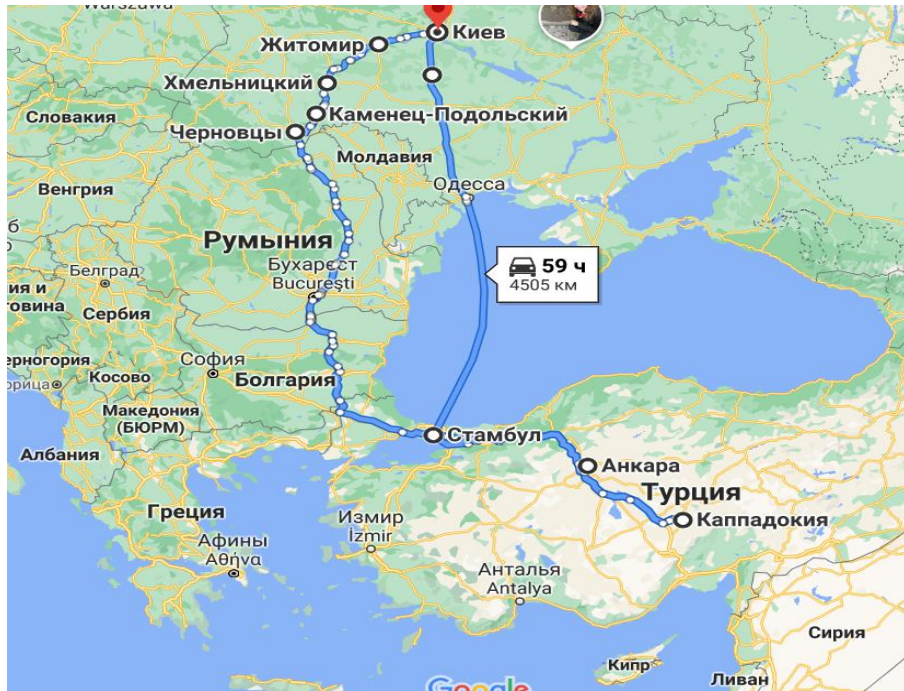 Warszawa
Киев
Житомир
Хмельницкий
Словакия
Каменец-Подольский
Черновцы
Молдавия
Венгрия
Одесса
Румыния
59 ч
4505 км
Бухарест
Bucureşti
Белград
Сербия
София
Косово
Болгария
Македония
(БЮРМ)
Стамбул
Албания
Анкара
Турция
Греция
Каппадокия
Измир
İzmir
Афины
Αθήνα
Анталья
Antalya
Сирия
Кипр
Ливан
Google